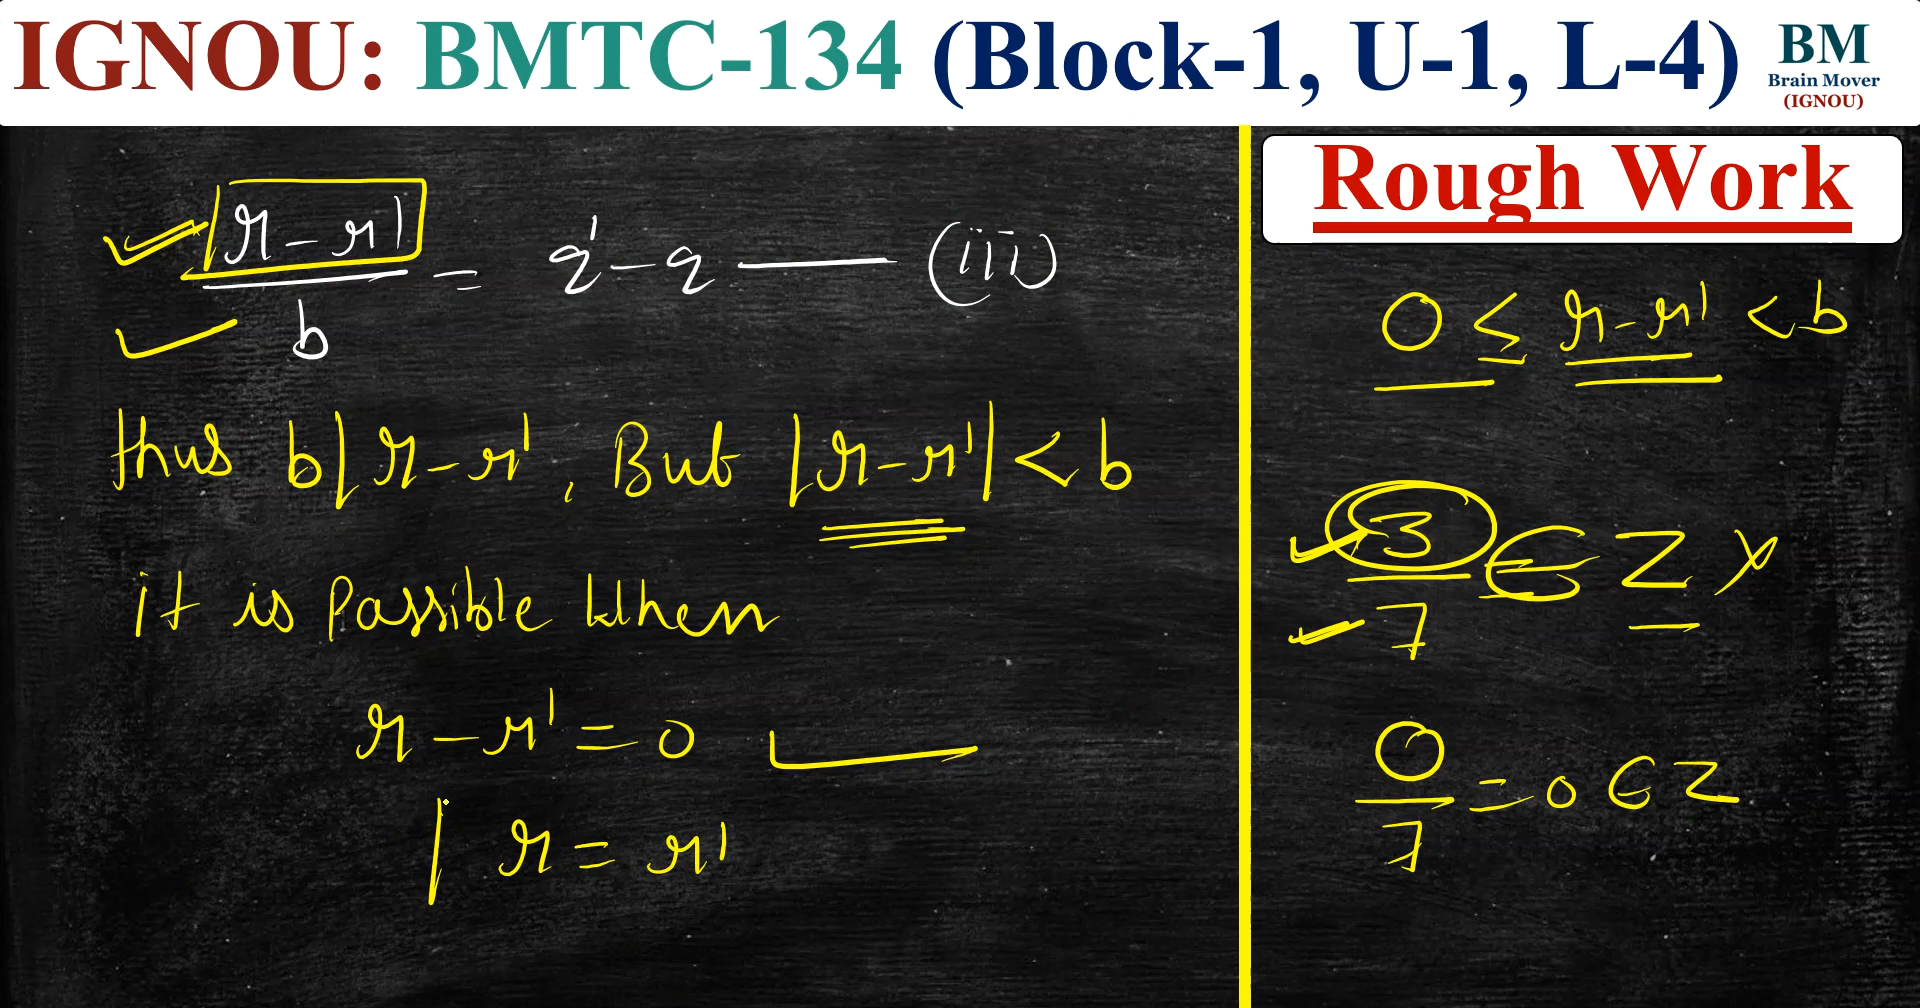 IGNOU: BMTC-134 (Block-1, U-1, L-4)
BM
Brain Mover
(IGNOU)
Rough Work
|r-r'|/b = q'-q — (iii)
thus b|r-r', But |r-r'| < b
it is Passible When
r-r' = 0
r = r'
0 ≤ r-r' < b
3/7 ∈ Z ×
0/7 = 0 ∈ Z